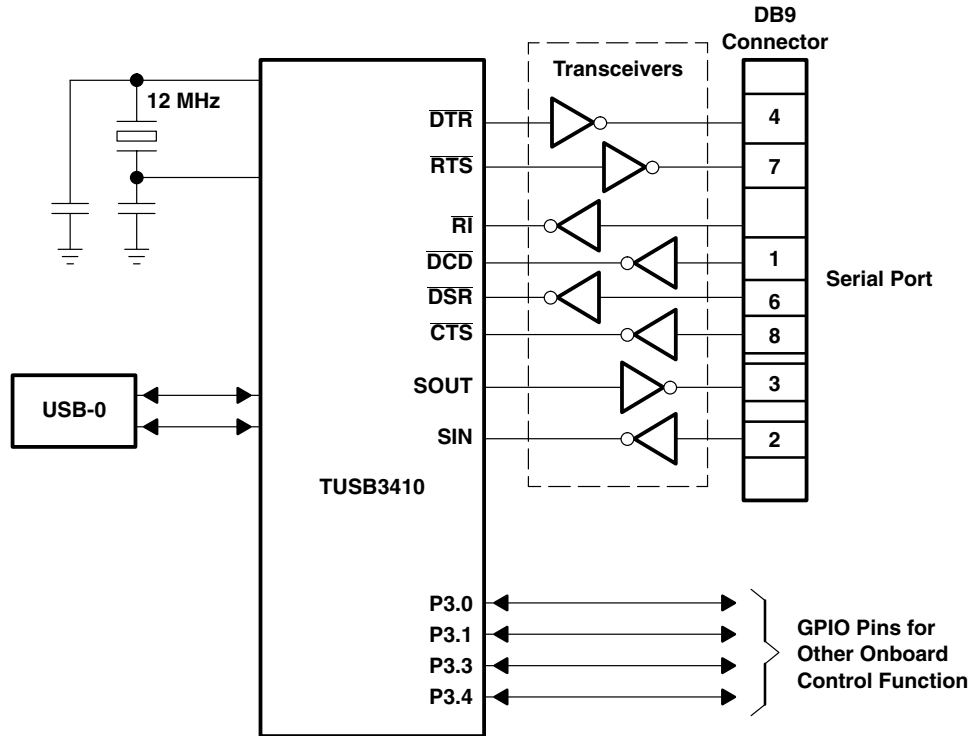 DB9
Connector
Transceivers
12 MHz
DTR
4
RTS
7
RI
DCD
1
DSR
6
Serial Port
CTS
8
SOUT
3
USB-0
SIN
2
TUSB3410
P3.0
P3.1
P3.3
P3.4
GPIO Pins for
Other Onboard
Control Function